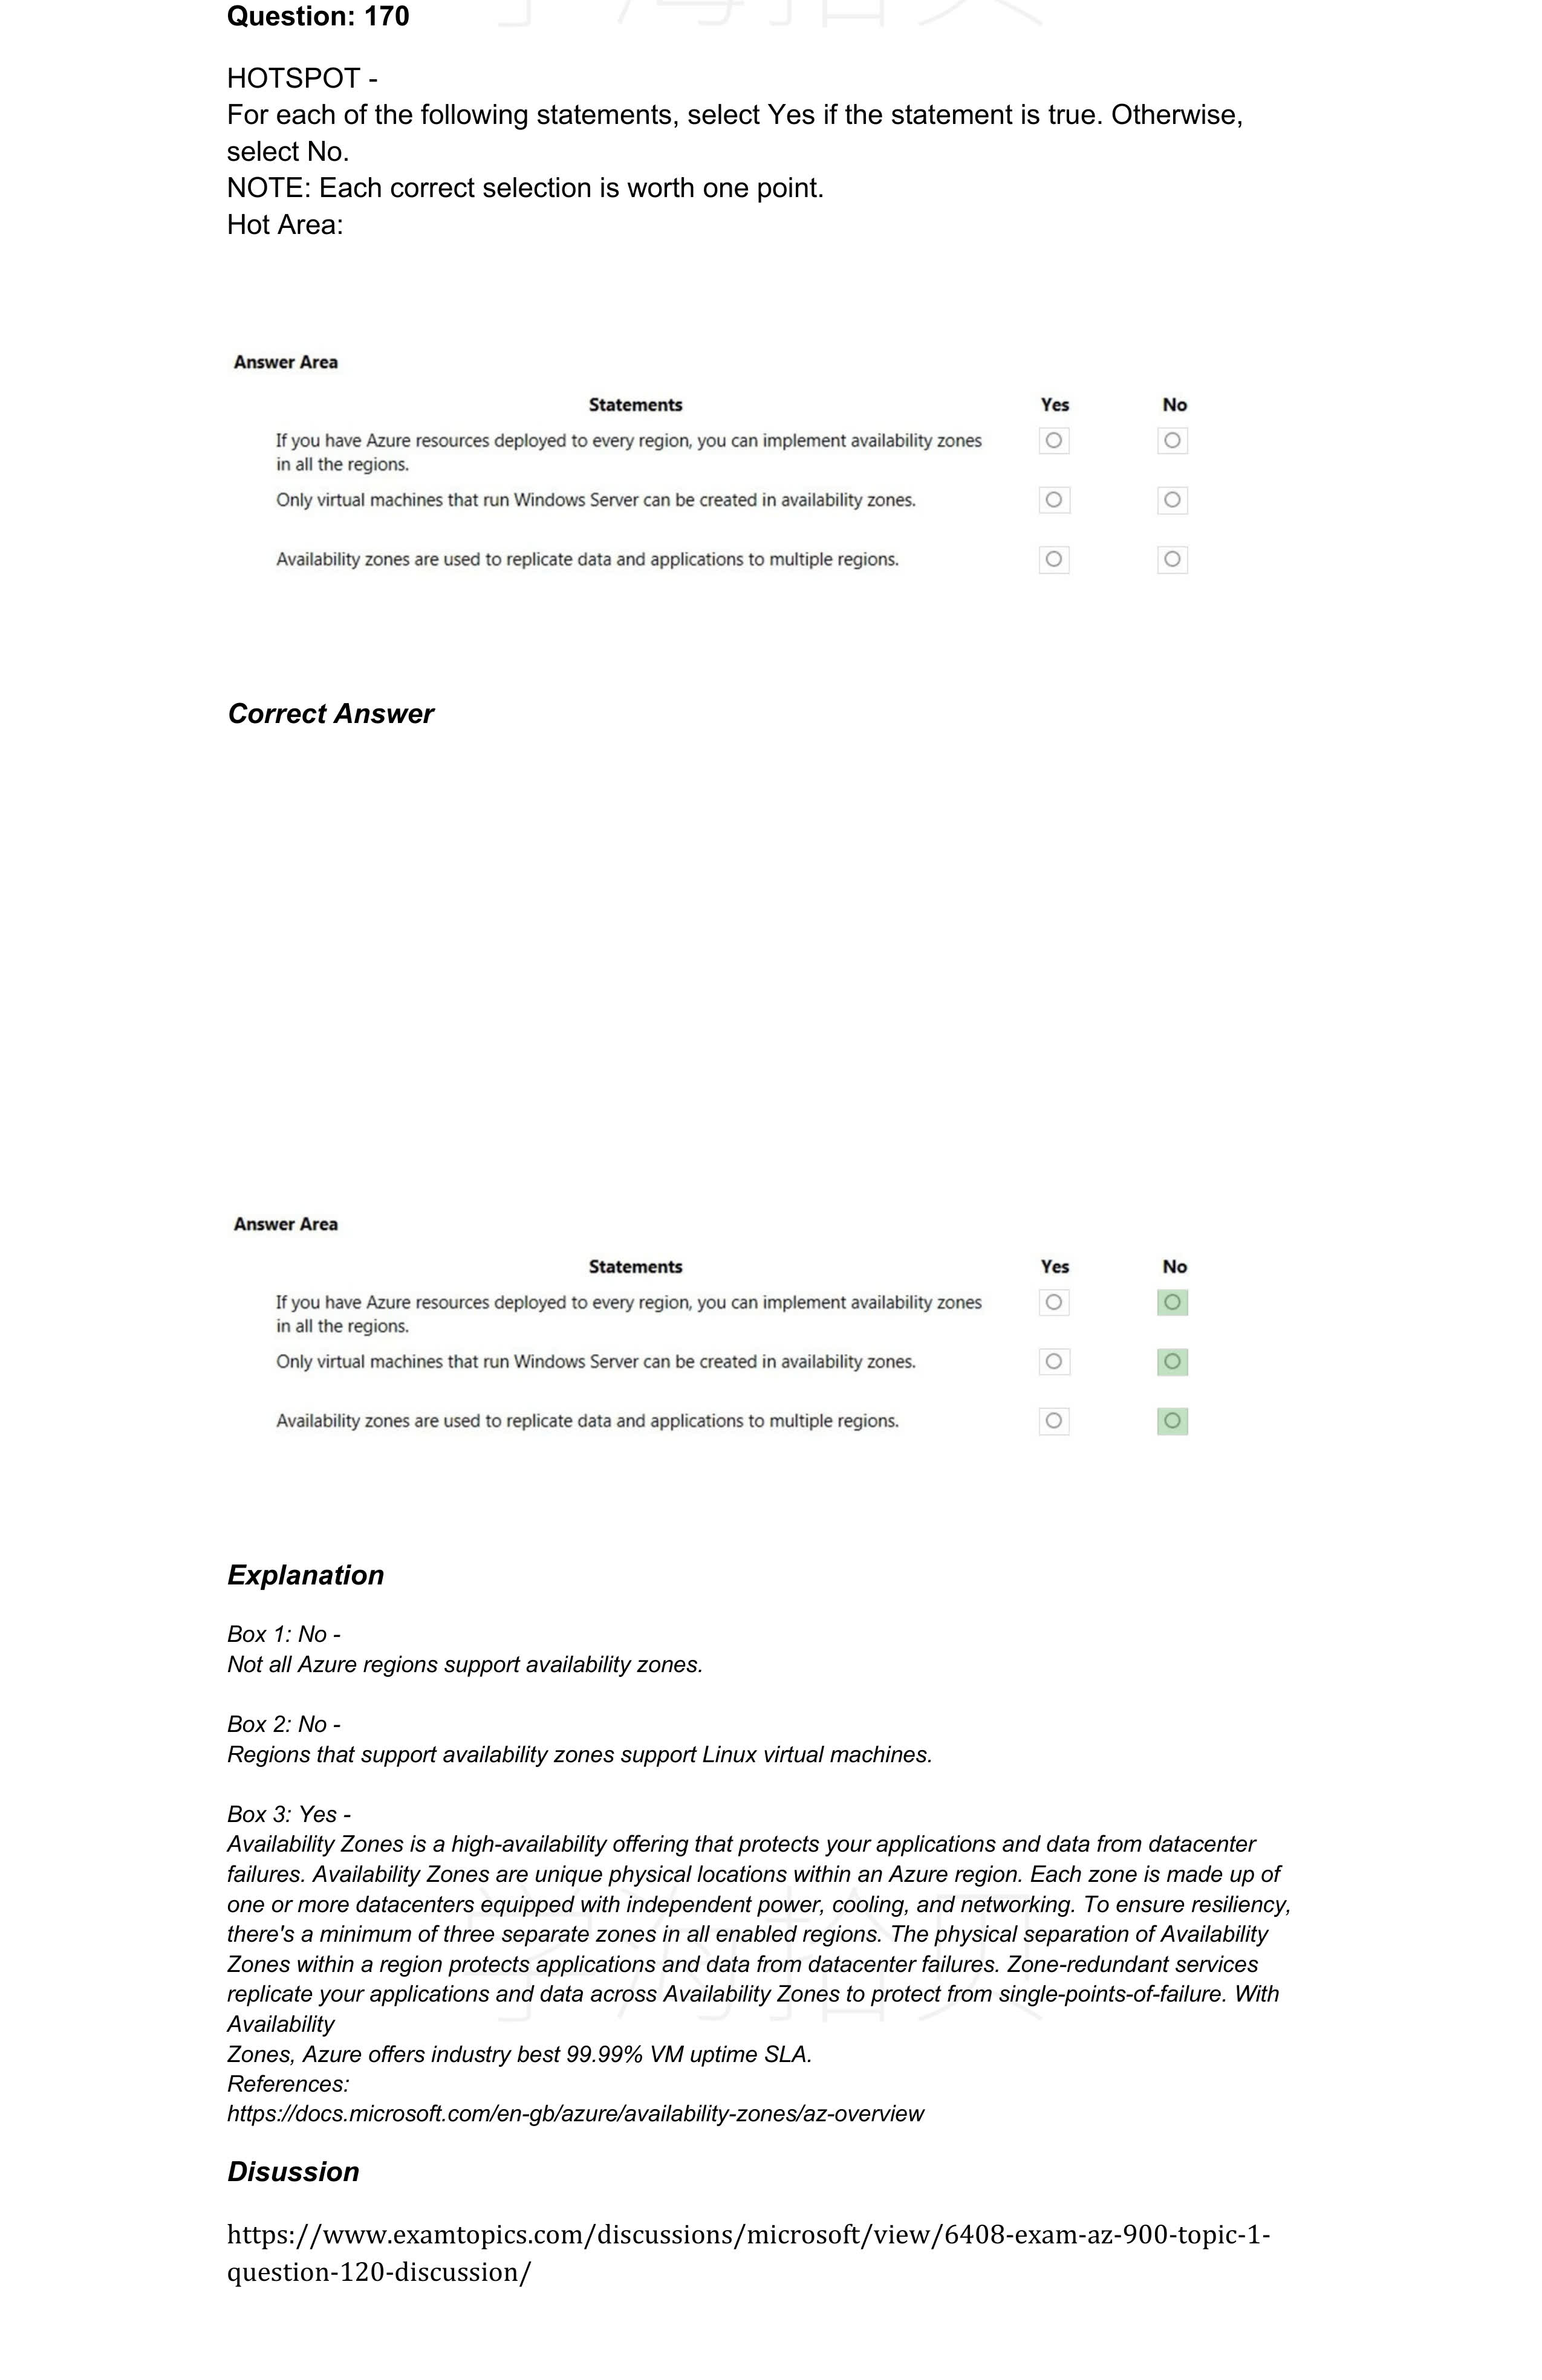 Question: 170
HOTSPOT -
For each of the following statements, select Yes if the statement is true. Otherwise,
select No.
NOTE: Each correct selection is worth one point.
Hot Area:
Answer Area
Statements Yes No
If you have Azure resources deployed to every region, you can implement availability zones
in all the regions.
Only virtual machines that run Windows Server can be created in availability zones.
Availability zones are used to replicate data and applications to multiple regions.
Correct Answer
Answer Area
Statements Yes No
If you have Azure resources deployed to every region, you can implement availability zones
in all the regions.
Only virtual machines that run Windows Server can be created in availability zones.
Availability zones are used to replicate data and applications to multiple regions.
Explanation
Box 1: No -
Not all Azure regions support availability zones.
Box 2: No -
Regions that support availability zones support Linux virtual machines.
Box 3: Yes -
Availability Zones is a high-availability offering that protects your applications and data from datacenter
failures. Availability Zones are unique physical locations within an Azure region. Each zone is made up of
one or more datacenters equipped with independent power, cooling, and networking. To ensure resiliency,
there's a minimum of three separate zones in all enabled regions. The physical separation of Availability
Zones within a region protects applications and data from datacenter failures. Zone-redundant services
replicate your applications and data across Availability Zones to protect from single-points-of-failure. With
Availability
Zones, Azure offers industry best 99.99% VM uptime SLA.
References:
https://docs.microsoft.com/en-gb/azure/availability-zones/az-overview
Disussion
https://www.examtopics.com/discussions/microsoft/view/6408-exam-az-900-topic-1-
question-120-discussion/